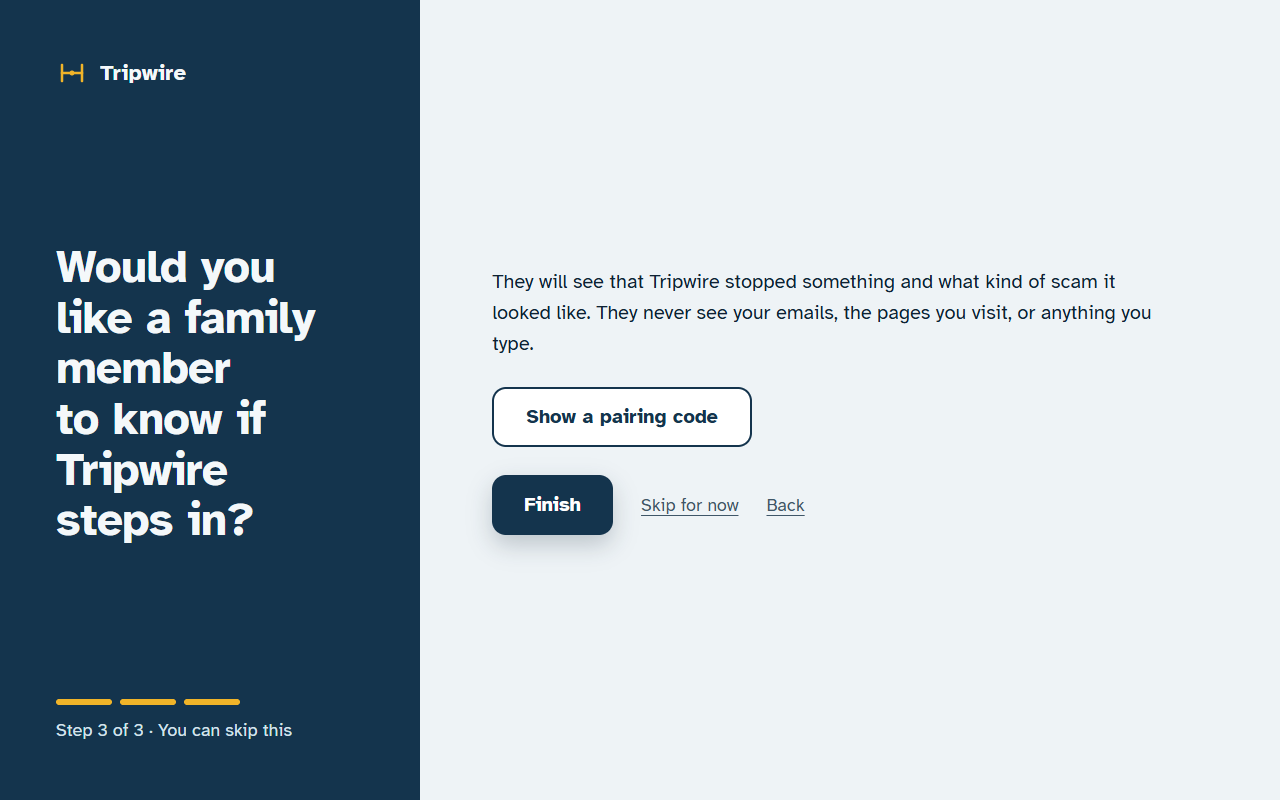 Tripwire
Would you
like a family
member
to know if
Tripwire
steps in?
Step 3 of 3 · You can skip this
They will see that Tripwire stopped something and what kind of scam it
looked like. They never see your emails, the pages you visit, or anything you
type.
Show a pairing code
Finish
Skip for now
Back